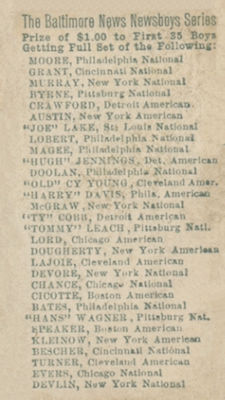 The Baltimore News Newsboys Series
Prize of $1.00 to First 25 Boys
Getting Full Set of the Following:
MOORE, Philadelphia National
GRANT, Cincinnati National
MURRAY, New York National
BYRNE, Pittsburg National
CRAWFORD, Detroit American
AUSTIN, New York American
"JOE" LAKE, St. Louis National
LOBERT, Philadelphia National
MAGEE, Philadelphia National
"HUGH" JENNINGS, Det. American
DOOLAN, Philadelphia National
"OLD" CY YOUNG, Cleveland Amer.
"HARRY" DAVIS, Phila. American
McGRAW, New York National
"TY" COBB, Detroit American
"TOMMY" LEACH, Pittsburg Natl.
LORD, Chicago American
DOUGHERTY, New York American
LAJOIE, Cleveland American
DEVORE, New York National
CHANCE, Chicago National
CICOTTE, Boston American
BATES, Philadelphia National
"HANS" WAGNER, Pittsburg Nat.
SPEAKER, Boston American
KLEINOW, New York American
BESCHER, Cincinnati National
TURNER, Cleveland American
EVERS, Chicago National
DEVLIN, New York National